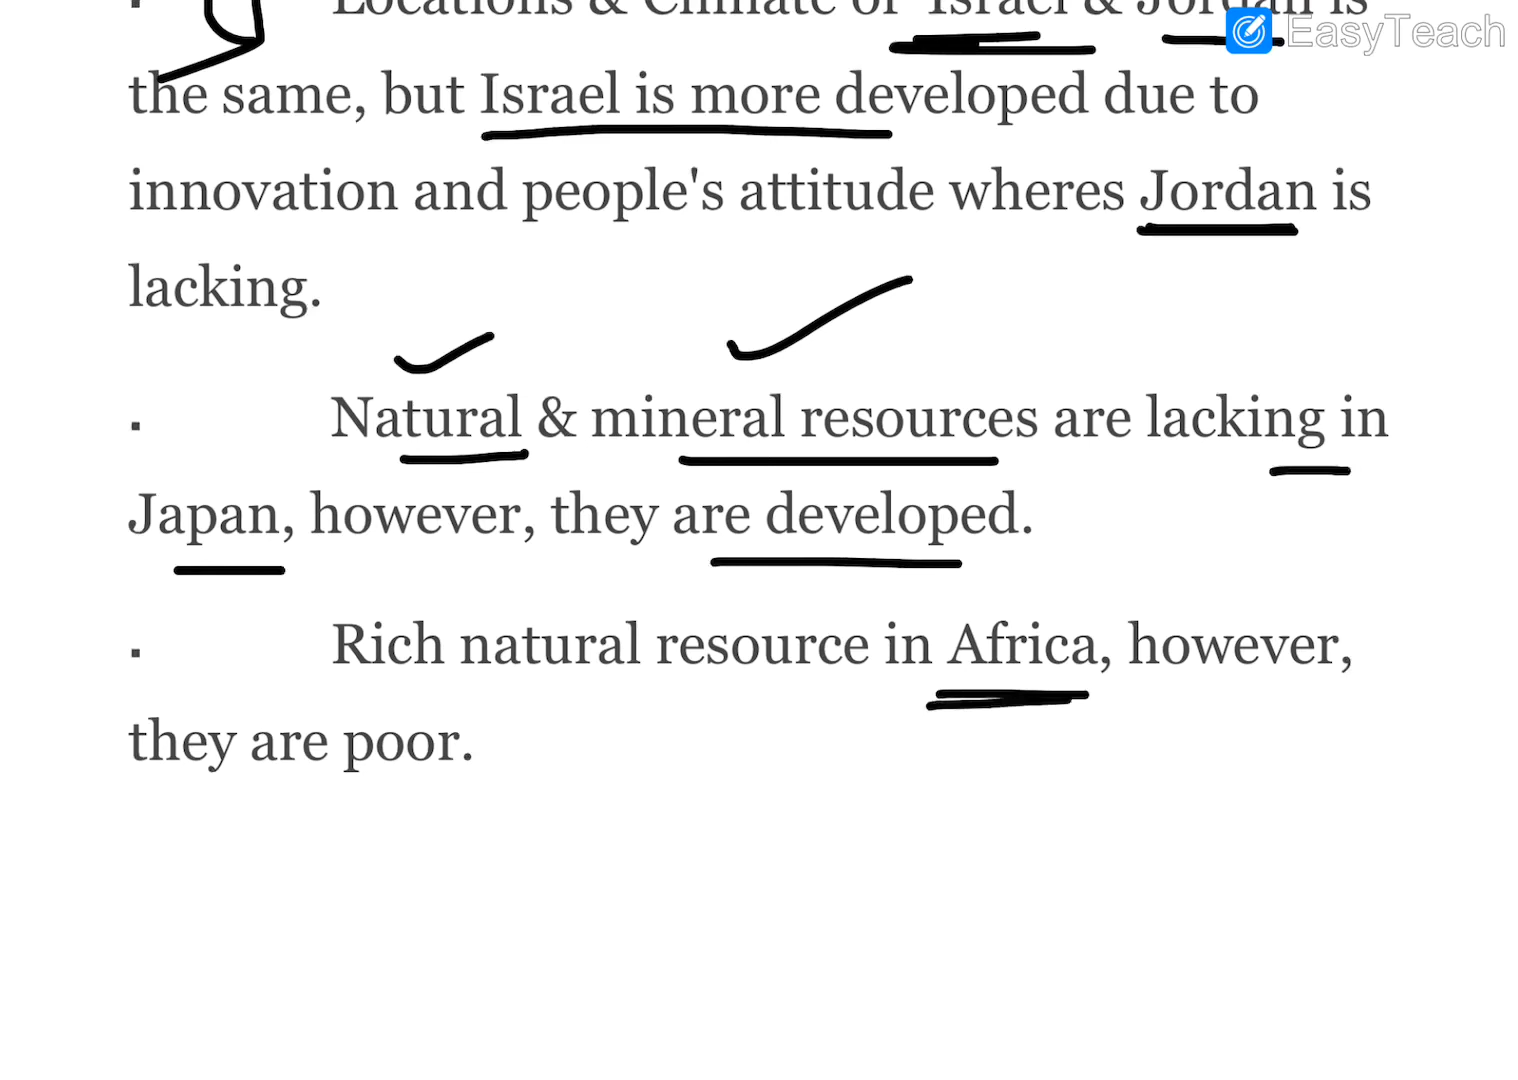 · Locations & Climate of Israel & Jordan is
EasyTeach
the same, but Israel is more developed due to
innovation and people's attitude wheres Jordan is
lacking.
· Natural & mineral resources are lacking in
Japan, however, they are developed.
· Rich natural resource in Africa, however,
they are poor.